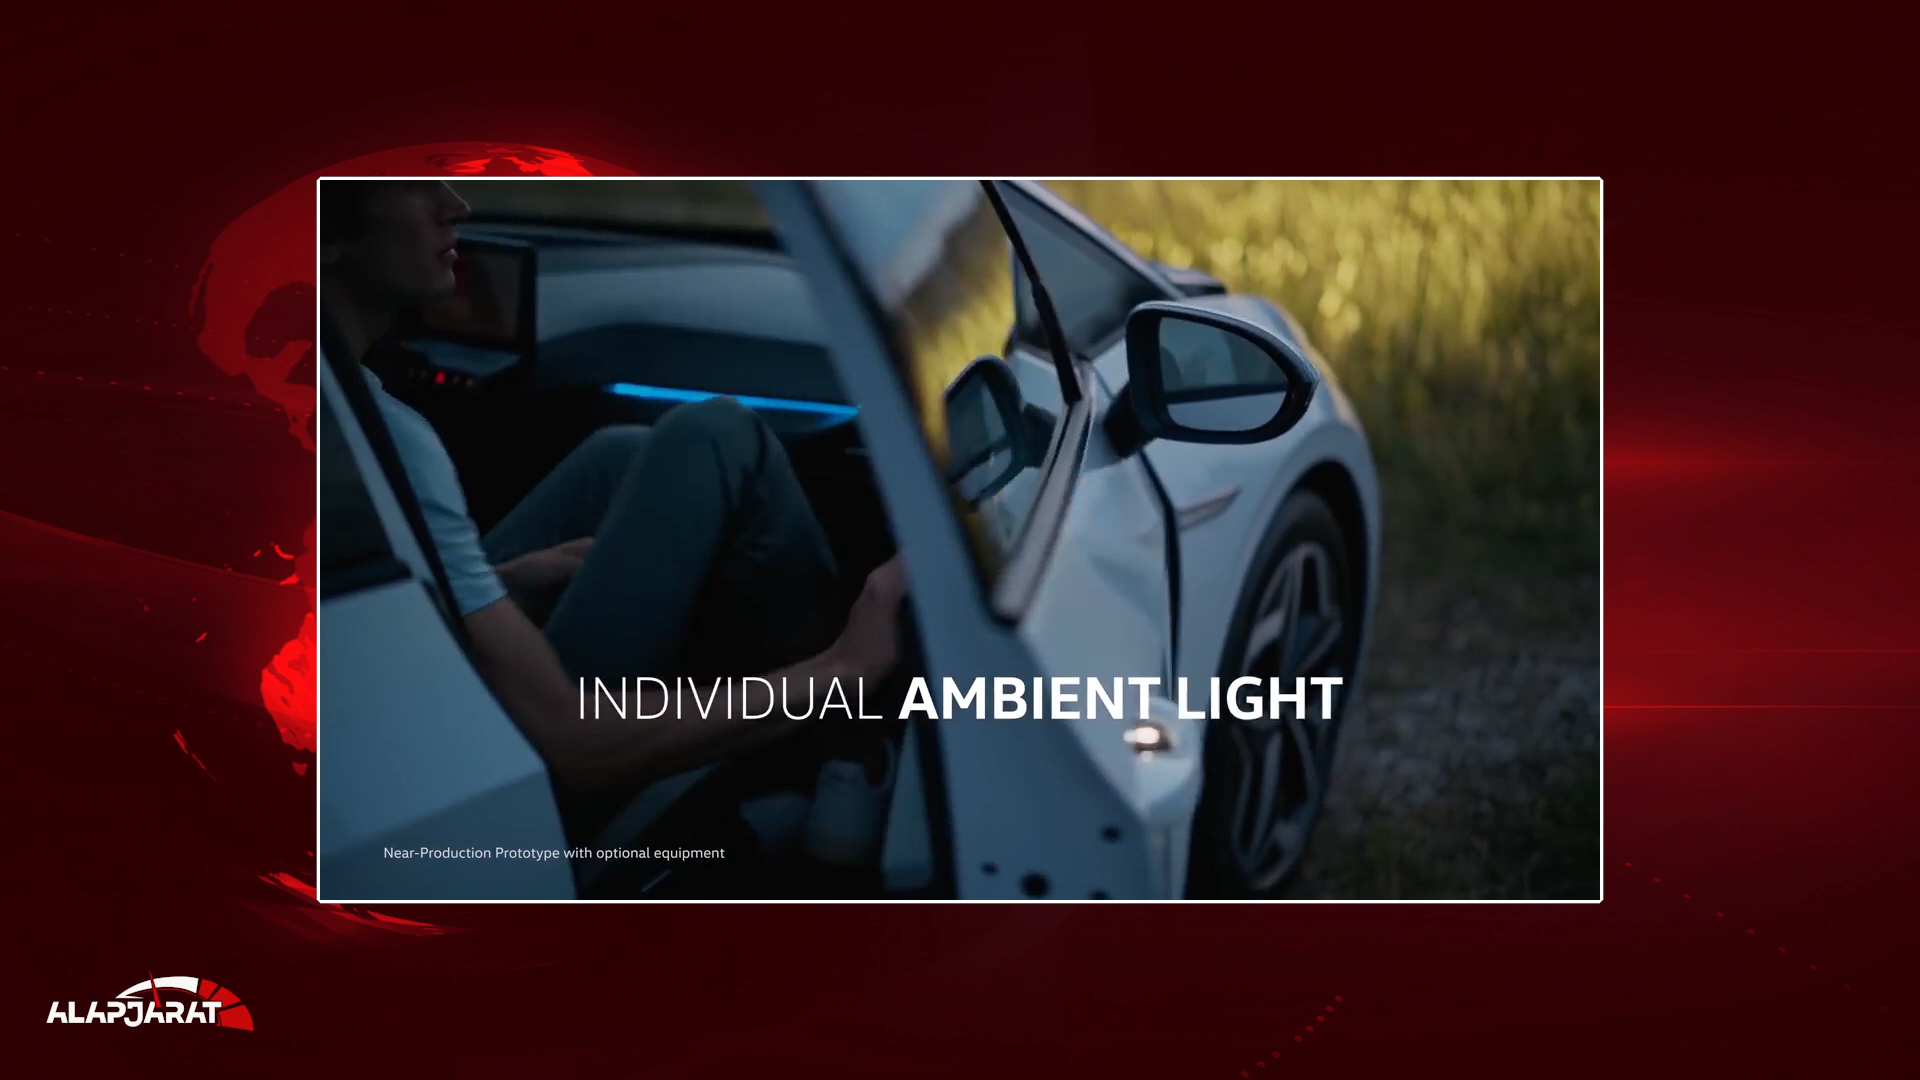 INDIVIDUAL AMBIENT LIGHT
Near-Production Prototype with optional equipment
ALAPJARAT